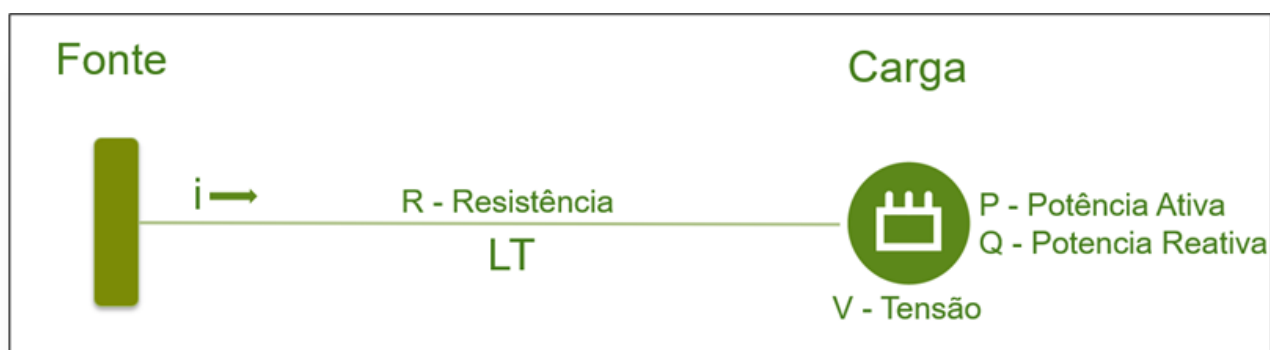 Fonte
Carga
i
R - Resistência
LT
P - Potência Ativa
Q - Potencia Reativa
V - Tensão